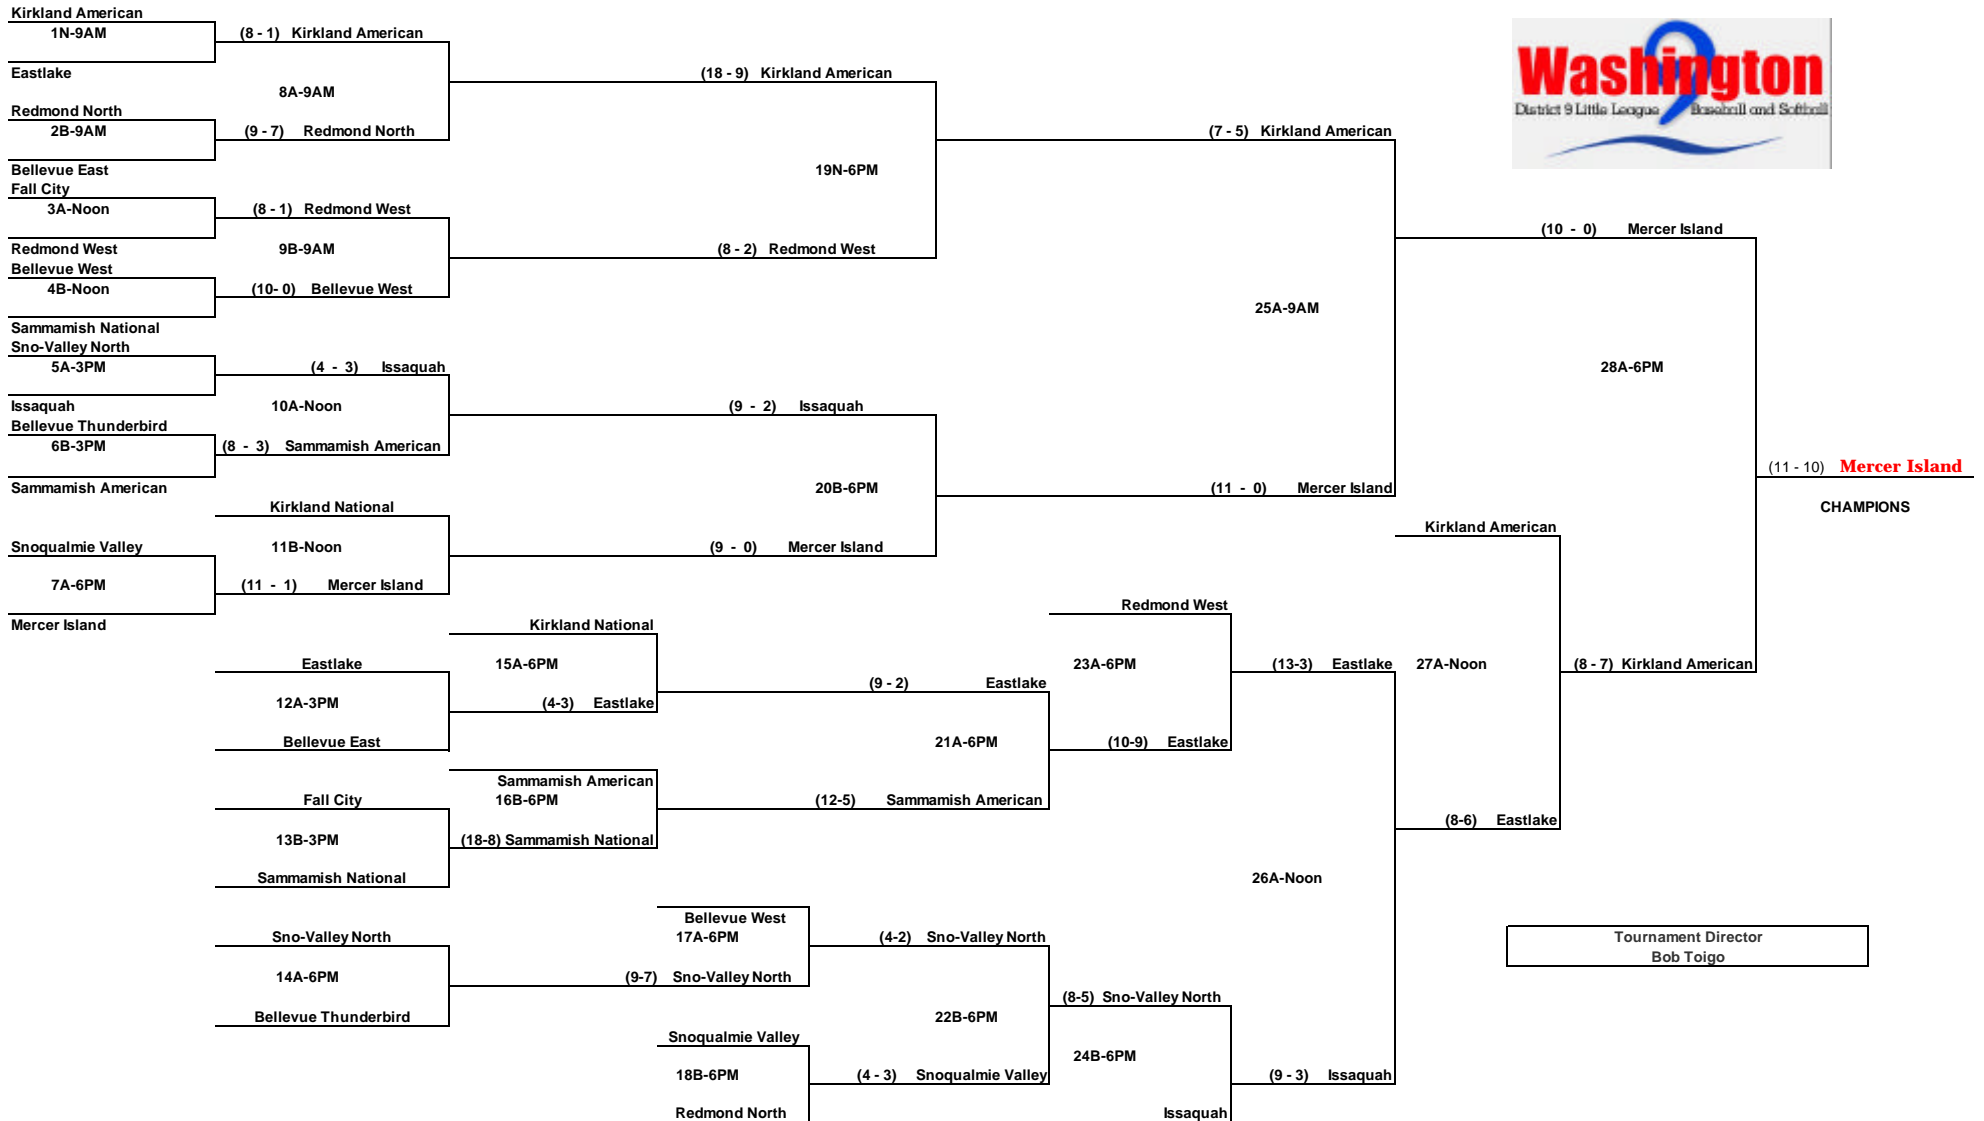 Kirkland American
1N-9AM
(8 - 1) Kirkland American
Eastlake
(18 - 9) Kirkland American
8A-9AM
Redmond North
2B-9AM
(9 - 7) Redmond North
(7 - 5) Kirkland American
Bellevue East
19N-6PM
Fall City
3A-Noon
(8 - 1) Redmond West
(10 - 0) Mercer Island
Redmond West
9B-9AM
(8 - 2) Redmond West
Bellevue West
4B-Noon
(10- 0) Bellevue West
25A-9AM
Sammamish National
Sno-Valley North
5A-3PM
(4 - 3) Issaquah
28A-6PM
Issaquah
10A-Noon
(9 - 2) Issaquah
Bellevue Thunderbird
6B-3PM
(8 - 3) Sammamish American
(11 - 10) Mercer Island
Sammamish American
20B-6PM
(11 - 0) Mercer Island
Kirkland National
CHAMPIONS
Kirkland American
Snoqualmie Valley
11B-Noon
(9 - 0) Mercer Island
7A-6PM
(11 - 1) Mercer Island
Redmond West
Mercer Island
Kirkland National
Eastlake
15A-6PM
23A-6PM
(13-3) Eastlake
27A-Noon
(8 - 7) Kirkland American
(9 - 2) Eastlake
12A-3PM
(4-3) Eastlake
Bellevue East
21A-6PM
(10-9) Eastlake
Sammamish American
Fall City
16B-6PM
(12-5) Sammamish American
(8-6) Eastlake
13B-3PM
(18-8) Sammamish National
Sammamish National
26A-Noon
Bellevue West
Sno-Valley North
17A-6PM
(4-2) Sno-Valley North
Tournament Director
Bob Toigo
14A-6PM
(9-7) Sno-Valley North
(8-5) Sno-Valley North
Bellevue Thunderbird
22B-6PM
Snoqualmie Valley
24B-6PM
18B-6PM
(4 - 3) Snoqualmie Valley
(9 - 3) Issaquah
Redmond North
Issaquah
Washington
9
District 9 Little League Baseball and Softball